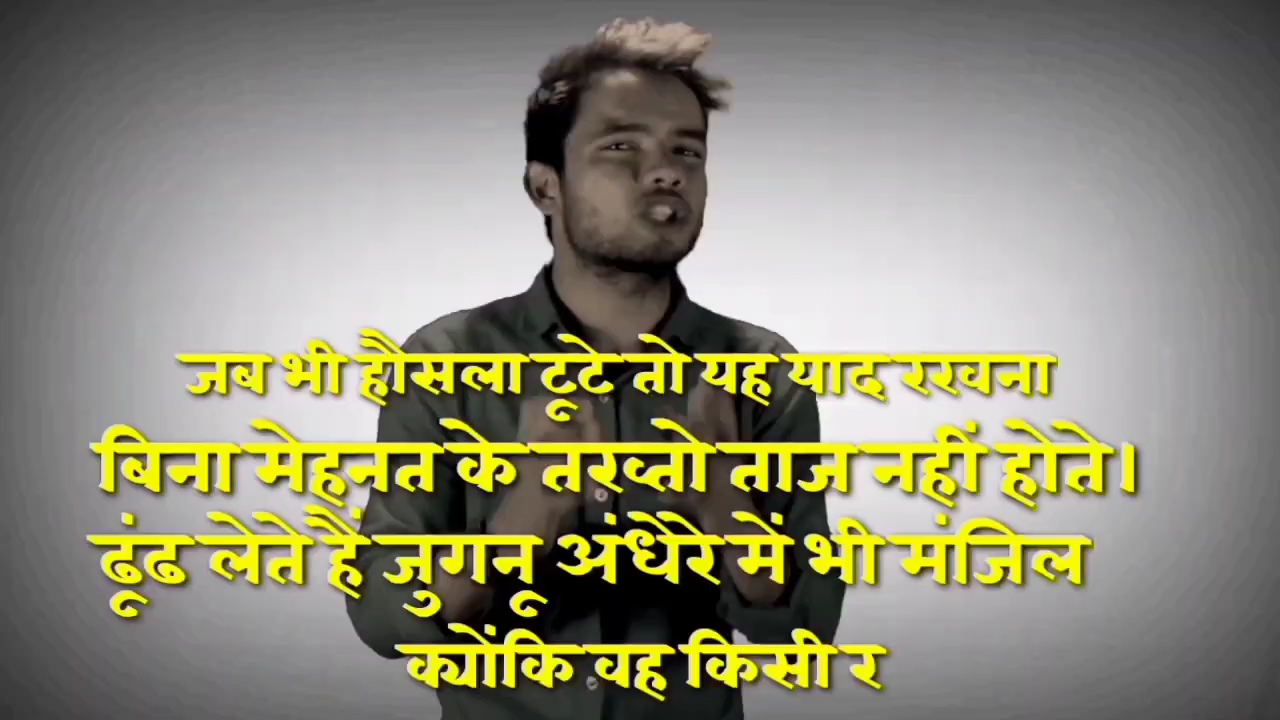 जब भी हौसला टूटे तो यह याद रखना
बिना मेहनत के तख्तो ताज नहीं होते।
ढूंढ लेते हैं जुगनू अंधेरे में भी मंजिल
क्योंकि वह किसी र